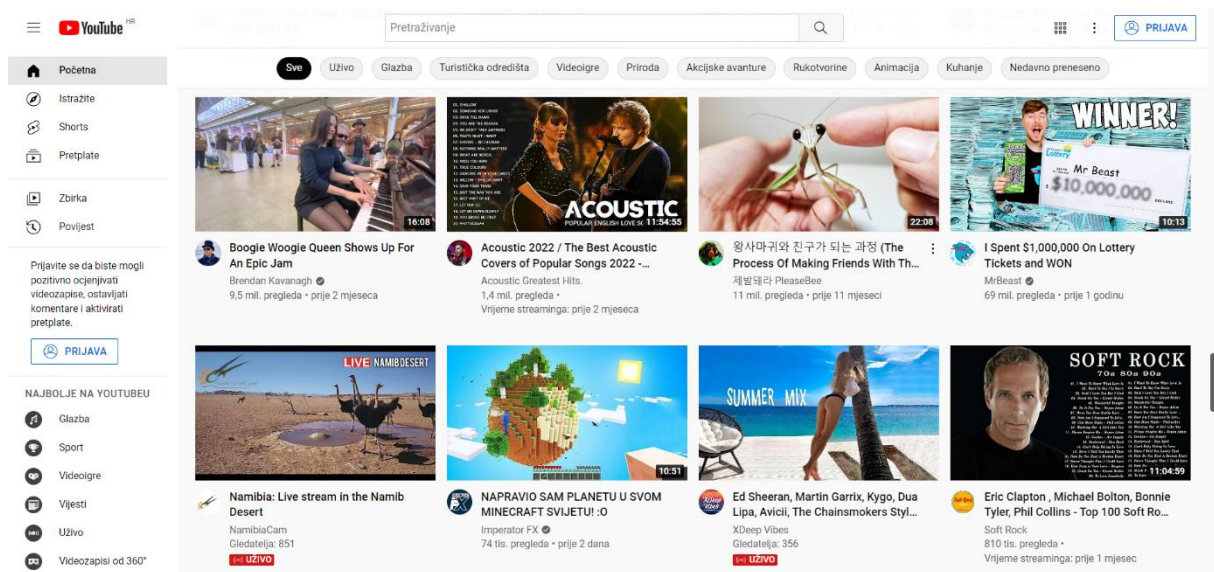 YouTube HR
Pretraživanje
PRIJAVA
Početna
Istražite
Shorts
Pretplate
Zbirka
Povijest
Prijavite se da biste mogli
pozitivno ocjenjivati
videozapise, ostavljati
komentare i aktivirati
pretplate.
PRIJAVA
NAJBOLJE NA YOUTUBEU
Glazba
Sport
Videoigre
Vijesti
Uživo
Videozapisi od 360°
Sve Uživo Glazba Turistička odredišta Videoigre Priroda Akcijske avanture Rukotvorine Animacija Kuhanje Nedavno preneseno
16:08
Boogie Woogie Queen Shows Up For
An Epic Jam
Brendan Kavanagh
9,5 mil. pregleda • prije 2 mjeseca
ACOUSTIC
POPULAR ENGLISH LOVE
11:54:55
Acoustic 2022 / The Best Acoustic
Covers of Popular Songs 2022 -...
Acoustic Greatest Hits.
1,4 mil. pregleda •
Vrijeme streaminga: prije 2 mjeseca
22:08
왕사마귀와 친구가 되는 과정 (The
Process Of Making Friends With Th...
제발돼라 PleaseBee
11 mil. pregleda • prije 11 mjeseci
WINNER!
Lottery
Mr Beast
$10,000,000
10:13
I Spent $1,000,000 On Lottery
Tickets and WON
MrBeast
69 mil. pregleda • prije 1 godinu
LIVE NAMIB DESERT
Namibia: Live stream in the Namib
Desert
NamibiaCam
Gledatelja: 851
UŽIVO
10:51
NAPRAVIO SAM PLANETU U SVOM
MINECRAFT SVIJETU! :O
Imperator FX
74 tis. pregleda • prije 2 dana
SUMMER MIX
Ed Sheeran, Martin Garrix, Kygo, Dua
Lipa, Avicii, The Chainsmokers Styl...
XDeep Vibes
Gledatelja: 356
UŽIVO
SOFT ROCK
70s 80s 90s
11:04:59
Eric Clapton , Michael Bolton, Bonnie
Tyler, Phil Collins - Top 100 Soft Ro...
Soft Rock
810 tis. pregleda •
Vrijeme streaminga: prije 1 mjesec